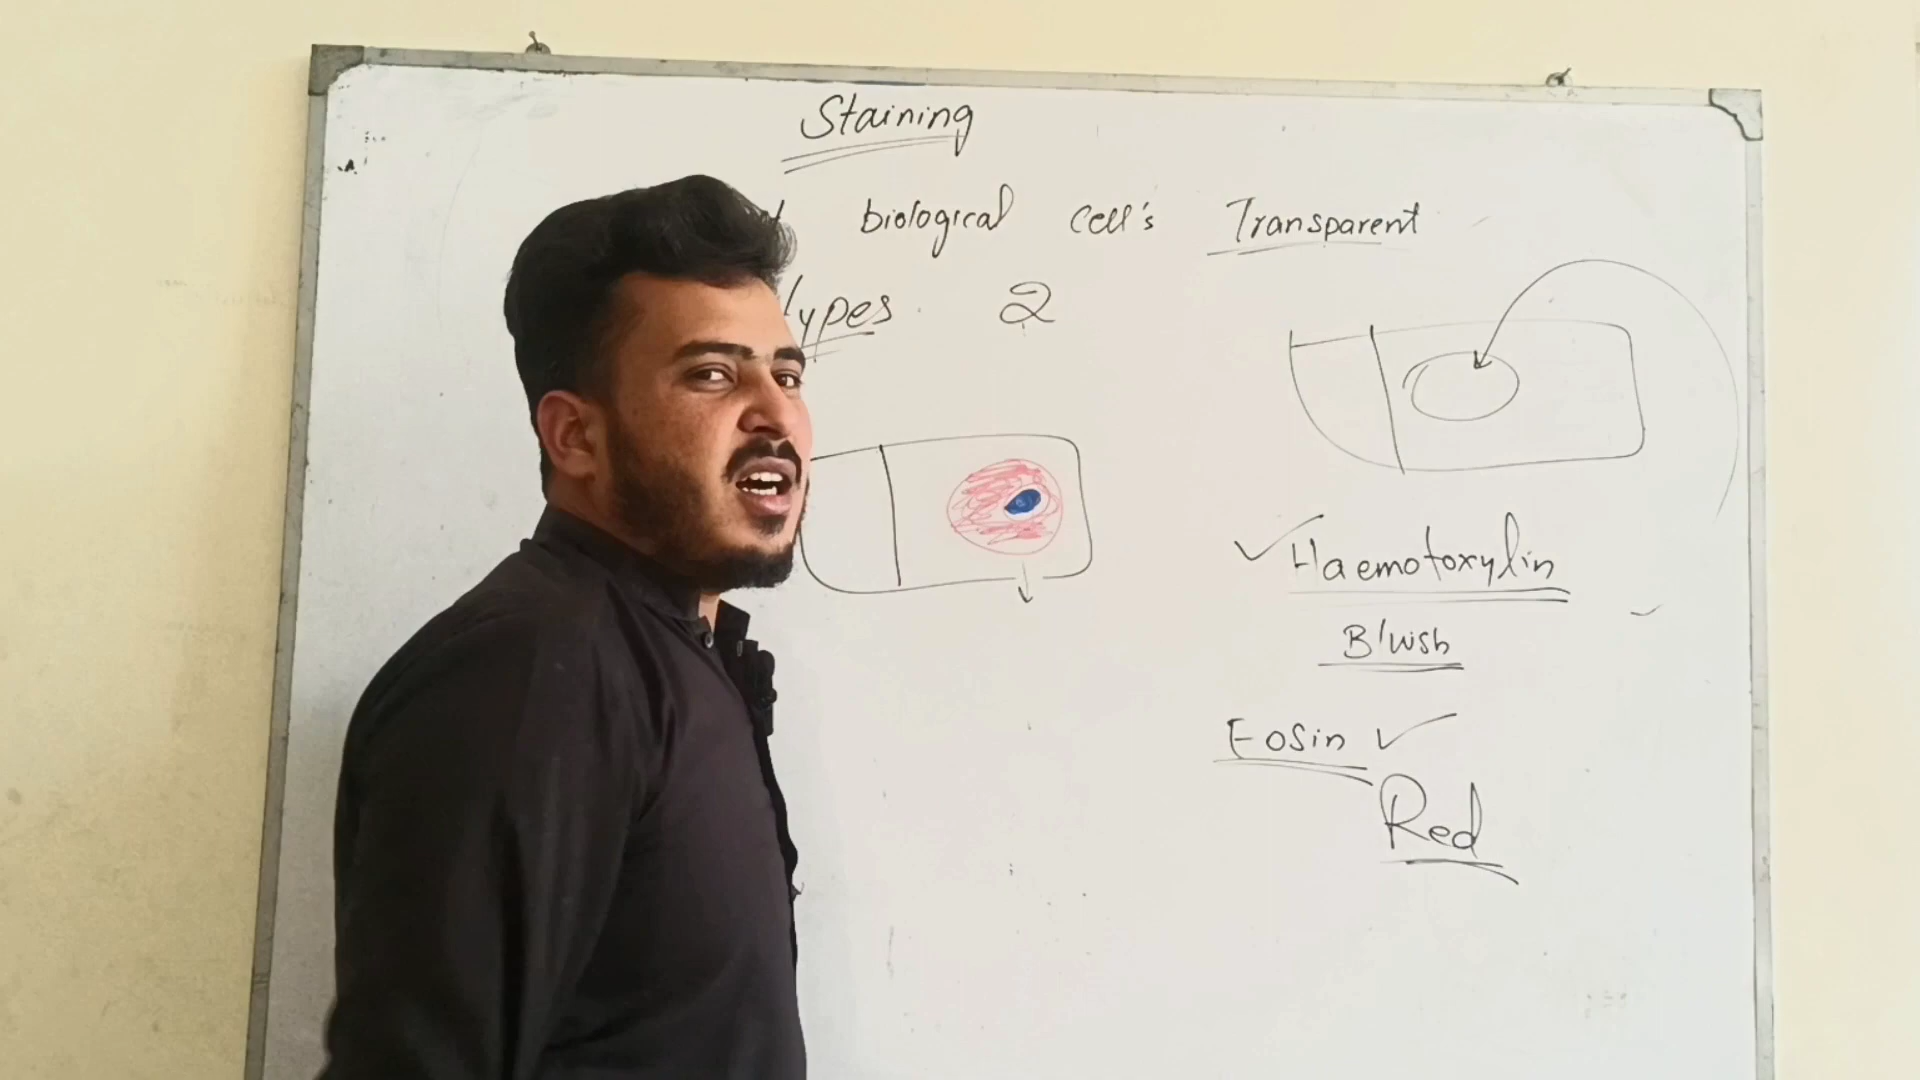 Staining
biological cell's Transparent
Types 2
Haemotoxylin
Bluish
Eosin
Red